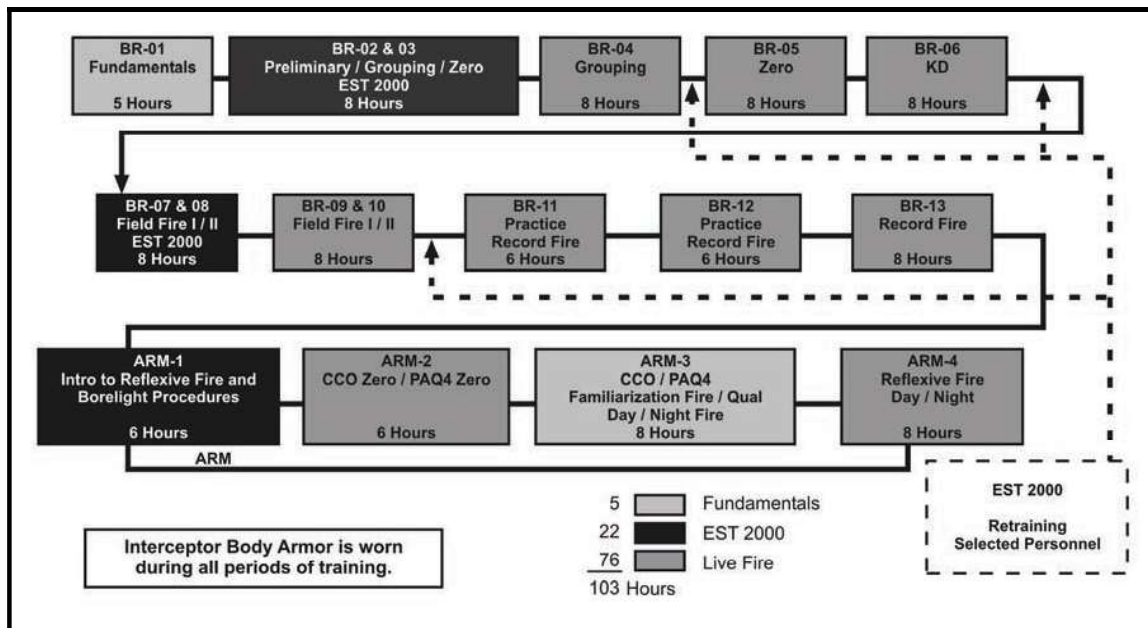 BR-01
Fundamentals
5 Hours
BR-02 & 03
Preliminary / Grouping / Zero
EST 2000
8 Hours
BR-04
Grouping
8 Hours
BR-05
Zero
8 Hours
BR-06
KD
8 Hours
BR-07 & 08
Field Fire I / II
EST 2000
8 Hours
BR-09 & 10
Field Fire I / II
8 Hours
BR-11
Practice
Record Fire
6 Hours
BR-12
Practice
Record Fire
6 Hours
BR-13
Record Fire
8 Hours
ARM-1
Intro to Reflexive Fire and
Borelight Procedures
6 Hours
ARM-2
CCO Zero / PAQ4 Zero
6 Hours
ARM-3
CCO / PAQ4
Familiarization Fire / Qual
Day / Night Fire
8 Hours
ARM-4
Reflexive Fire
Day / Night
8 Hours
ARM
EST 2000
Retraining
Selected Personnel
5 Fundamentals
22 EST 2000
76 Live Fire
103 Hours
Interceptor Body Armor is worn
during all periods of training.